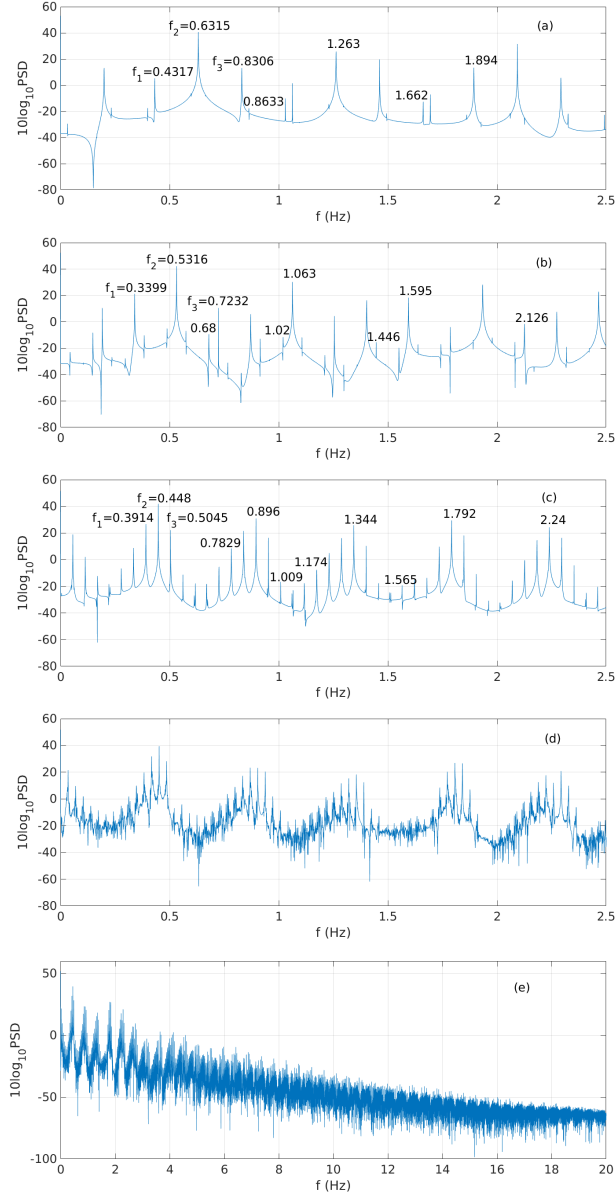 60
40
20
0
-20
-40
-60
-80
10log₁₀PSD
(a)
f₂=0.6315
f₁=0.4317
f₃=0.8306
0.8633
1.263
1.662
1.894
0 0.5 1 1.5 2 2.5
f (Hz)
60
40
20
0
-20
-40
-60
-80
10log₁₀PSD
(b)
f₂=0.5316
f₁=0.3399
f₃=0.7232
0.68
1.02
1.063
1.446
1.595
2.126
0 0.5 1 1.5 2 2.5
f (Hz)
60
40
20
0
-20
-40
-60
-80
10log₁₀PSD
(c)
f₂=0.448
f₁=0.3914
f₃=0.5045
0.7829
0.896
1.009
1.174
1.344
1.565
1.792
2.24
0 0.5 1 1.5 2 2.5
f (Hz)
60
40
20
0
-20
-40
-60
-80
10log₁₀PSD
(d)
0 0.5 1 1.5 2 2.5
f (Hz)
50
0
-50
-100
10log₁₀PSD
(e)
0 2 4 6 8 10 12 14 16 18 20
f (Hz)